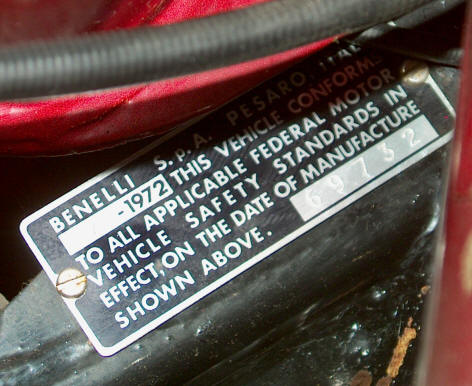 BENELLI S.p.A. PESARO, ITA
-1972 THIS VEHICLE CONFORMS
TO ALL APPLICABLE FEDERAL MOTOR
VEHICLE SAFETY STANDARDS IN
EFFECT, ON THE DATE OF MANUFACTURE
SHOWN ABOVE. 69732